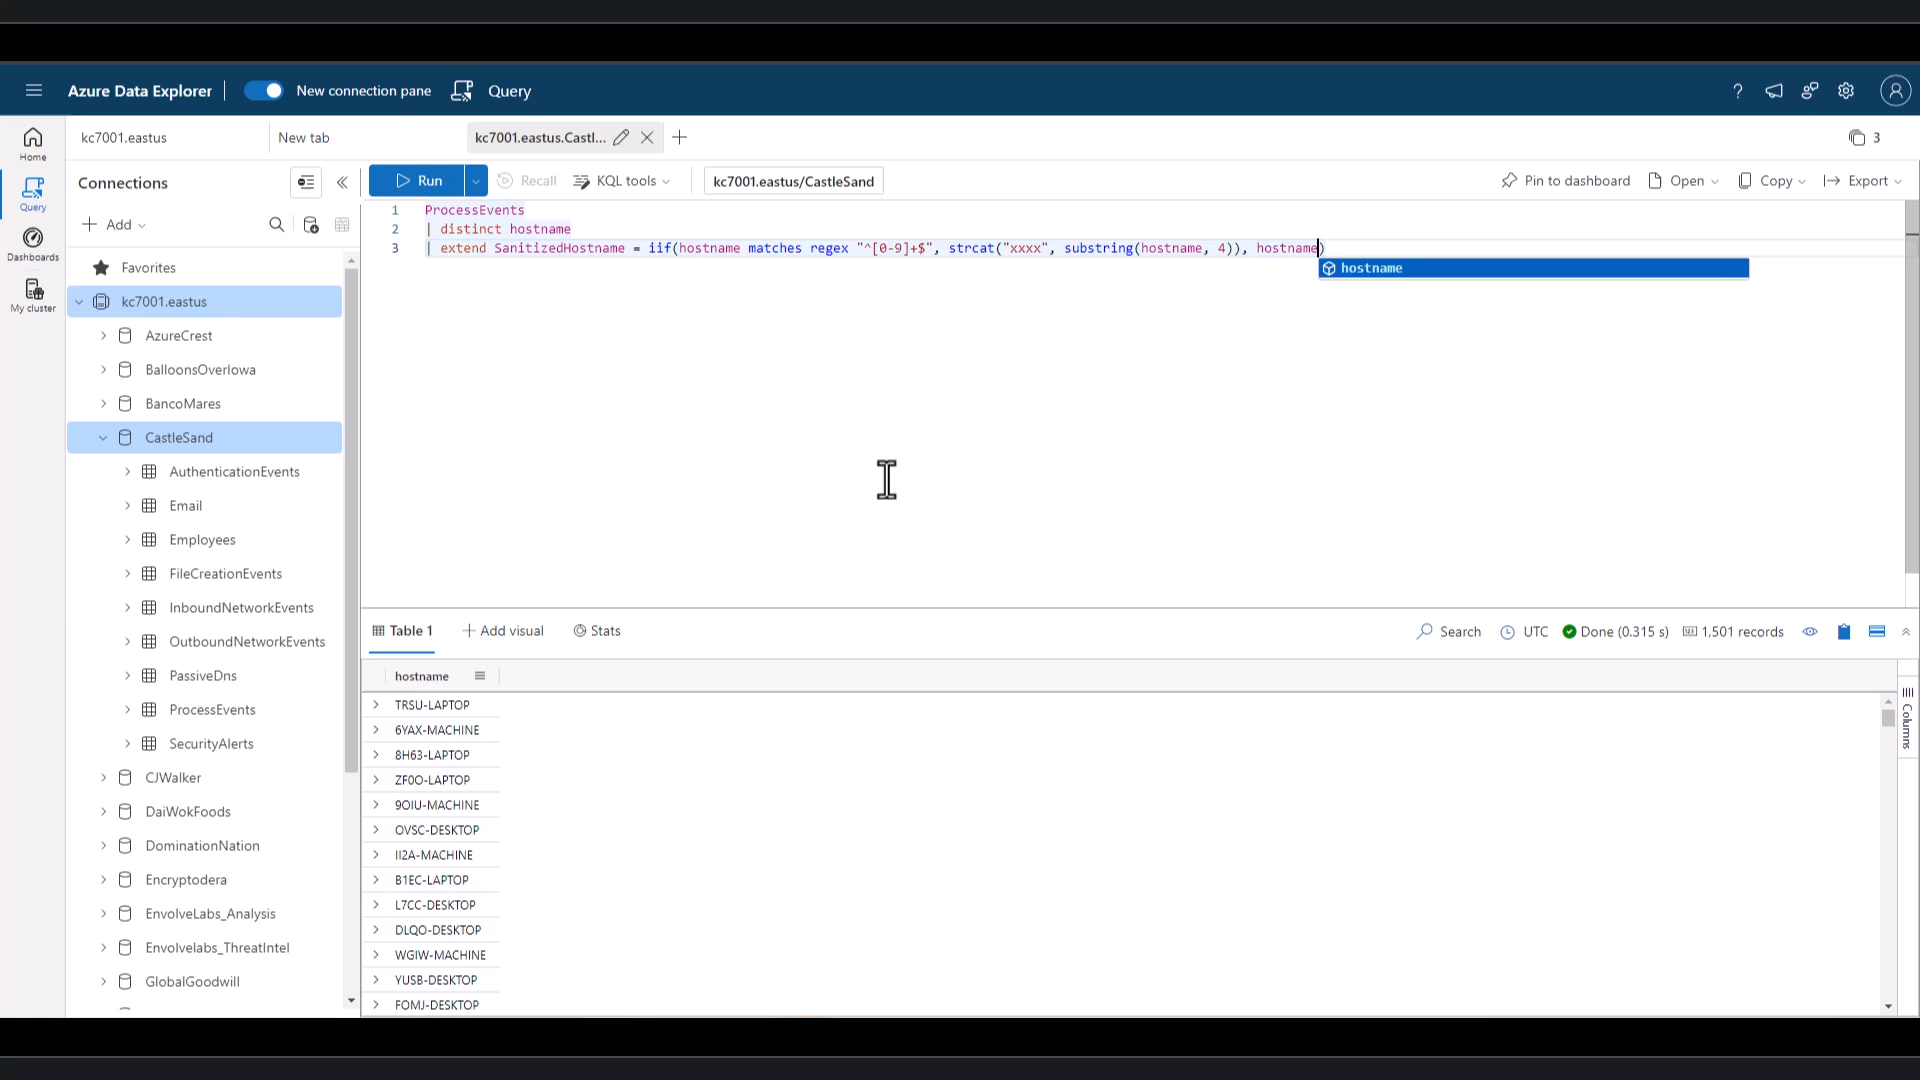 Azure Data Explorer
New connection pane
Query
?
kc7001.eastus
New tab
kc7001.eastus.Castl...
3
Home
Query
Dashboards
My cluster
Connections
Add
Run
Recall
KQL tools
kc7001.eastus/CastleSand
Pin to dashboard
Open
Copy
Export
1 ProcessEvents
2 | distinct hostname
3 | extend SanitizedHostname = iif(hostname matches regex "^[0-9]+$", strcat("xxxx", substring(hostname, 4)), hostname)
hostname
Favorites
kc7001.eastus
AzureCrest
BalloonsOverIowa
BancoMares
CastleSand
AuthenticationEvents
Email
Employees
FileCreationEvents
InboundNetworkEvents
OutboundNetworkEvents
PassiveDns
ProcessEvents
SecurityAlerts
CJWalker
DaiWokFoods
DominationNation
Encryptodera
EnvolveLabs_Analysis
Envolvelabs_ThreatIntel
GlobalGoodwill
Table 1
Add visual
Stats
Search
UTC
Done (0.315 s)
1,501 records
hostname
TRSU-LAPTOP
6YAX-MACHINE
8H63-LAPTOP
ZF0O-LAPTOP
9OIU-MACHINE
OVSC-DESKTOP
II2A-MACHINE
B1EC-LAPTOP
L7CC-DESKTOP
DLQO-DESKTOP
WGIW-MACHINE
YUSB-DESKTOP
FOMJ-DESKTOP
Columns